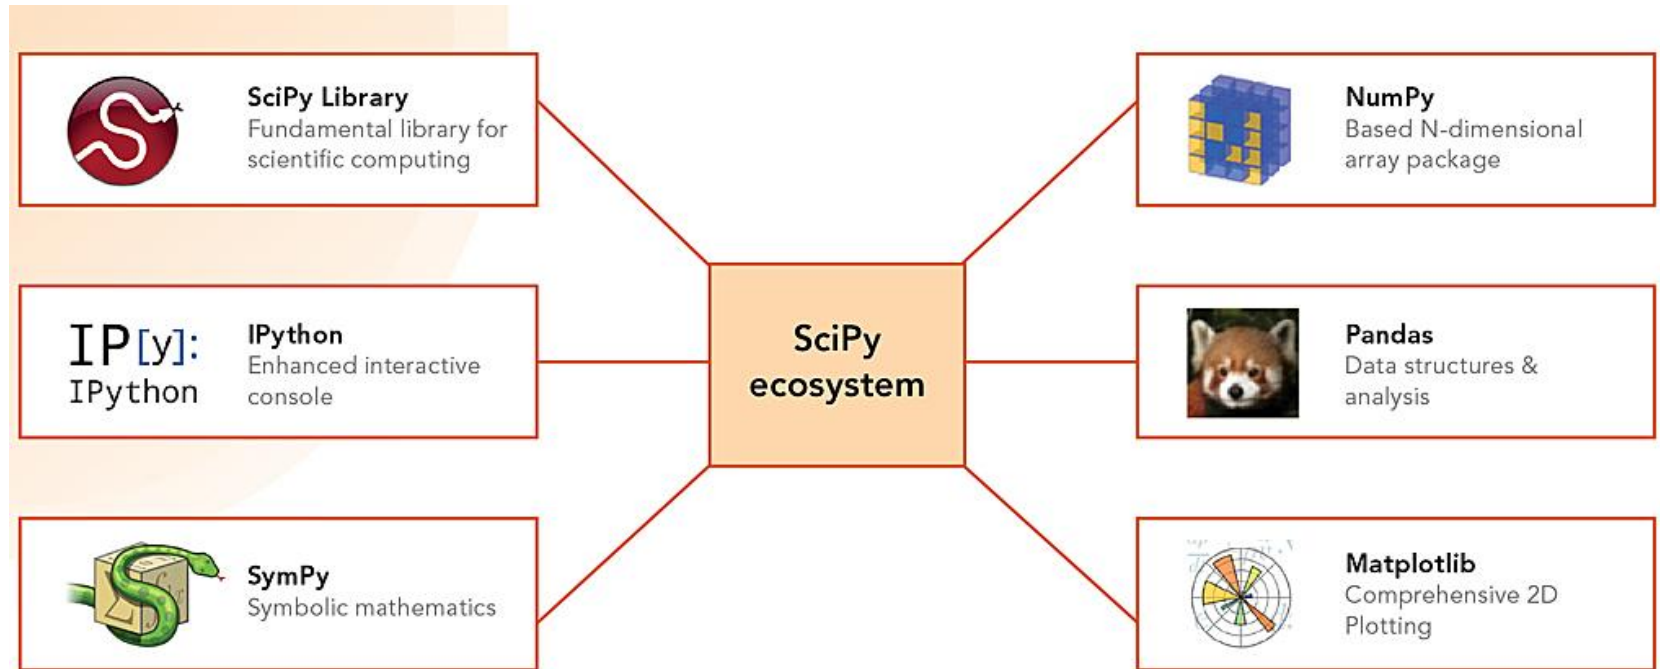 SciPy Library
Fundamental library for
scientific computing
IP[y]:
IPython
IPython
Enhanced interactive
console
SymPy
Symbolic mathematics
SciPy
ecosystem
NumPy
Based N-dimensional
array package
Pandas
Data structures &
analysis
Matplotlib
Comprehensive 2D
Plotting